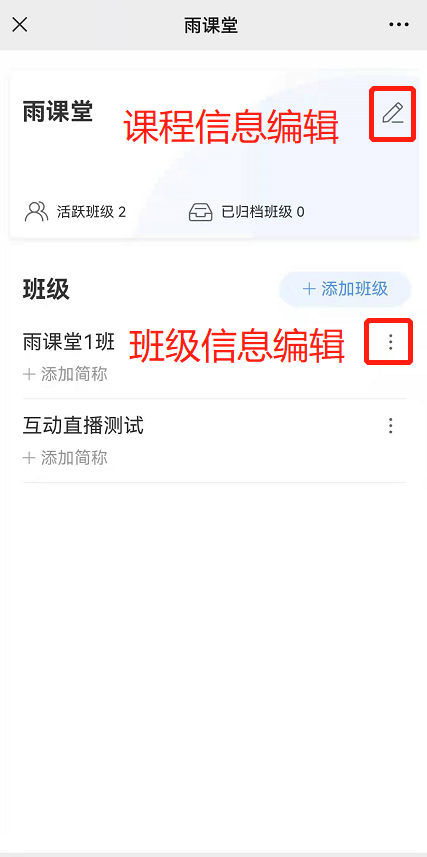 雨课堂
雨课堂
课程信息编辑
活跃班级 2
已归档班级 0
班级
+ 添加班级
雨课堂1班
班级信息编辑
+ 添加简称
互动直播测试
+ 添加简称